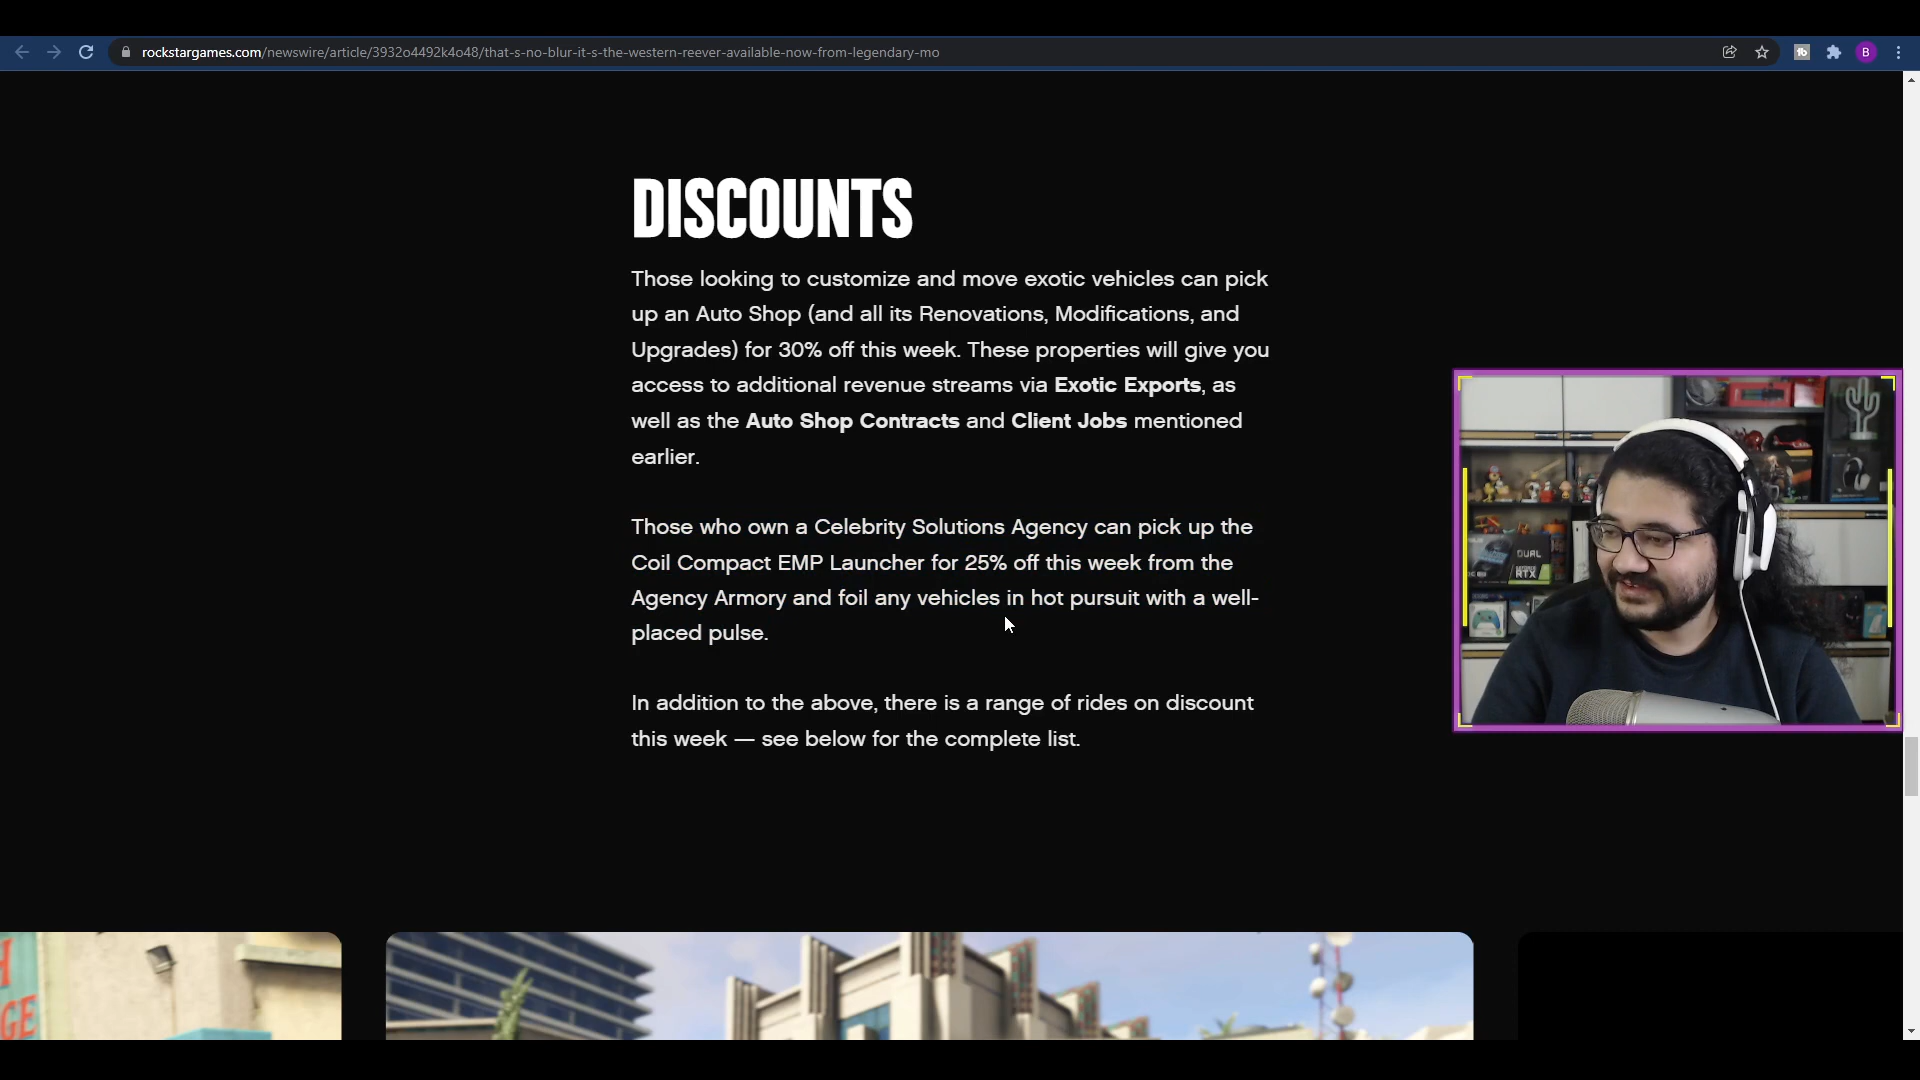 rockstargames.com/newswire/article/3932o4492k4o48/that-s-no-blur-it-s-the-western-reever-available-now-from-legendary-mo
B
DISCOUNTS
Those looking to customize and move exotic vehicles can pick
up an Auto Shop (and all its Renovations, Modifications, and
Upgrades) for 30% off this week. These properties will give you
access to additional revenue streams via Exotic Exports, as
well as the Auto Shop Contracts and Client Jobs mentioned
earlier.
Those who own a Celebrity Solutions Agency can pick up the
Coil Compact EMP Launcher for 25% off this week from the
Agency Armory and foil any vehicles in hot pursuit with a well-
placed pulse.
In addition to the above, there is a range of rides on discount
this week — see below for the complete list.
DUAL
RTX
H
GE